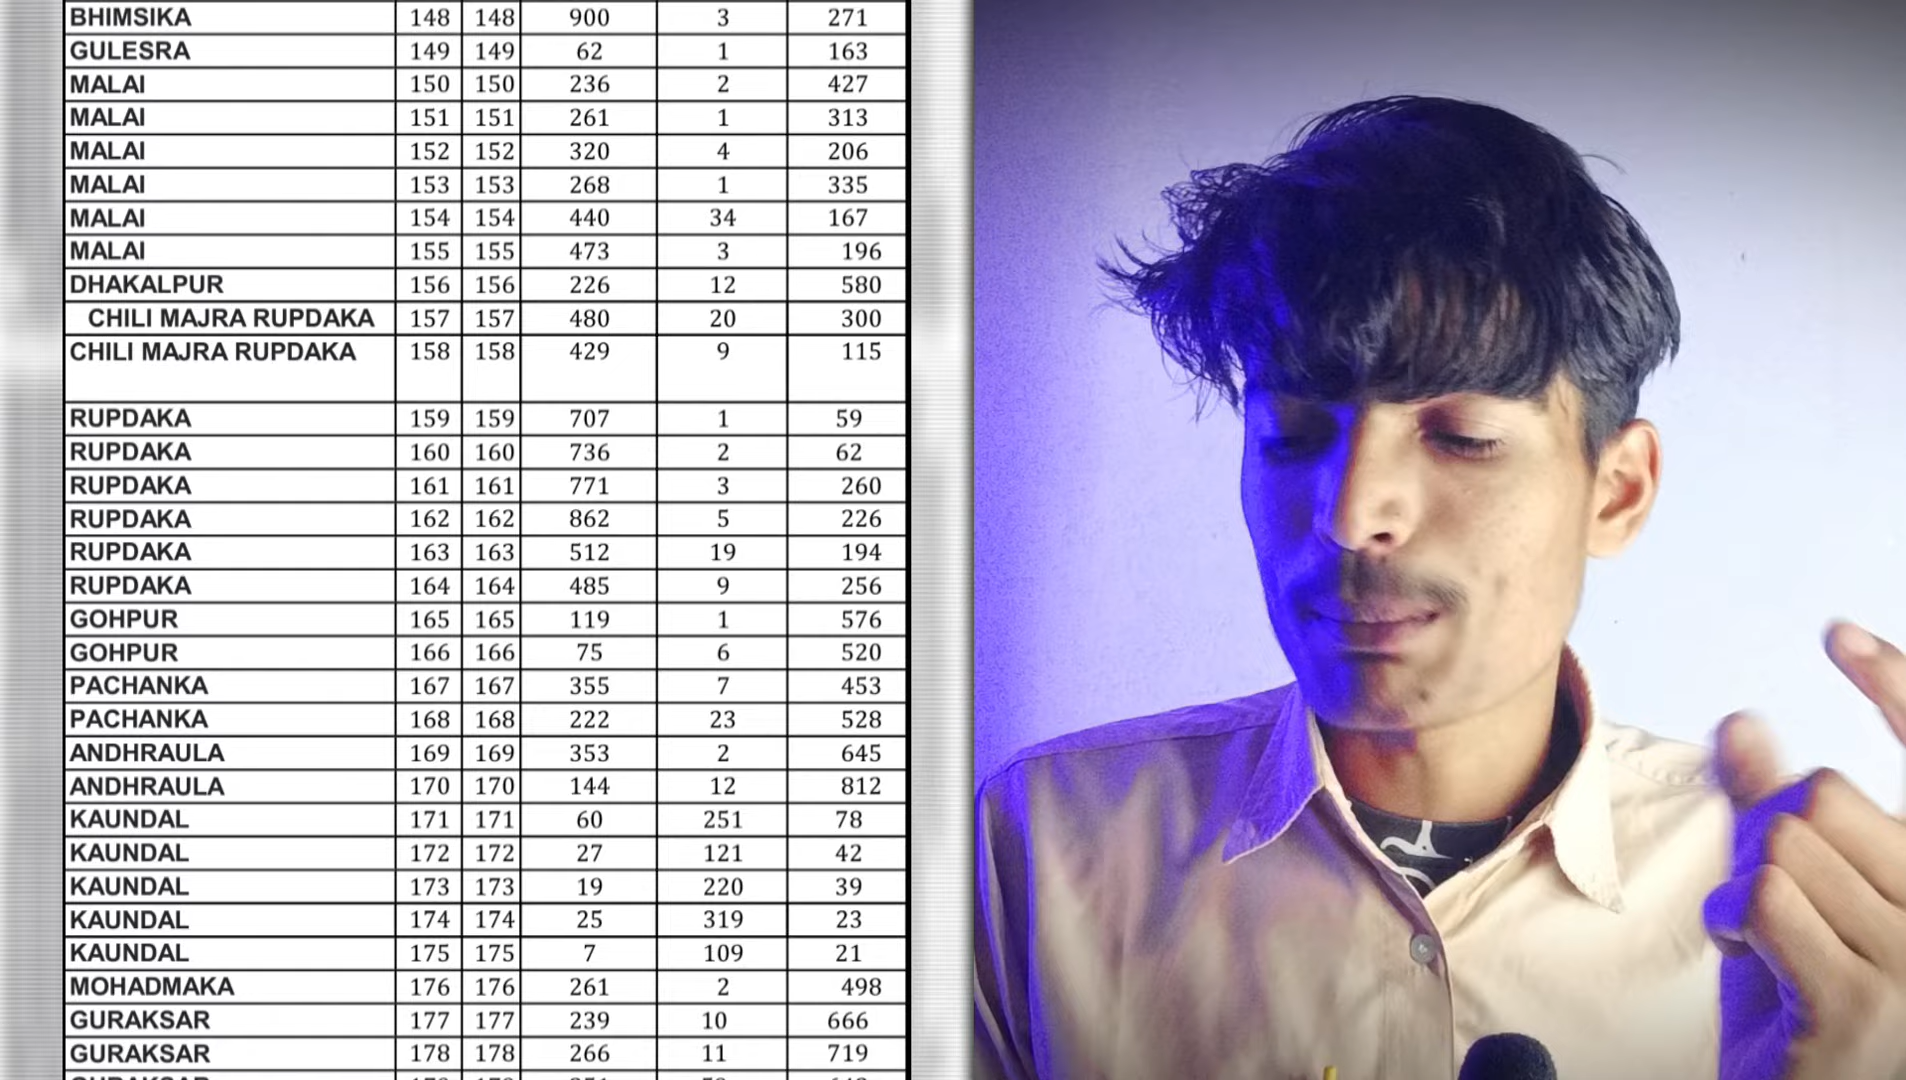 BHIMSIKA 148 148 900 3 271
GULESRA 149 149 62 1 163
MALAI 150 150 236 2 427
MALAI 151 151 261 1 313
MALAI 152 152 320 4 206
MALAI 153 153 268 1 335
MALAI 154 154 440 34 167
MALAI 155 155 473 3 196
DHAKALPUR 156 156 226 12 580
CHILI MAJRA RUPDAKA 157 157 480 20 300
CHILI MAJRA RUPDAKA 158 158 429 9 115
RUPDAKA 159 159 707 1 59
RUPDAKA 160 160 736 2 62
RUPDAKA 161 161 771 3 260
RUPDAKA 162 162 862 5 226
RUPDAKA 163 163 512 19 194
RUPDAKA 164 164 485 9 256
GOHPUR 165 165 119 1 576
GOHPUR 166 166 75 6 520
PACHANKA 167 167 355 7 453
PACHANKA 168 168 222 23 528
ANDHRAULA 169 169 353 2 645
ANDHRAULA 170 170 144 12 812
KAUNDAL 171 171 60 251 78
KAUNDAL 172 172 27 121 42
KAUNDAL 173 173 19 220 39
KAUNDAL 174 174 25 319 23
KAUNDAL 175 175 7 109 21
MOHADMAKA 176 176 261 2 498
GURAKSAR 177 177 239 10 666
GURAKSAR 178 178 266 11 719